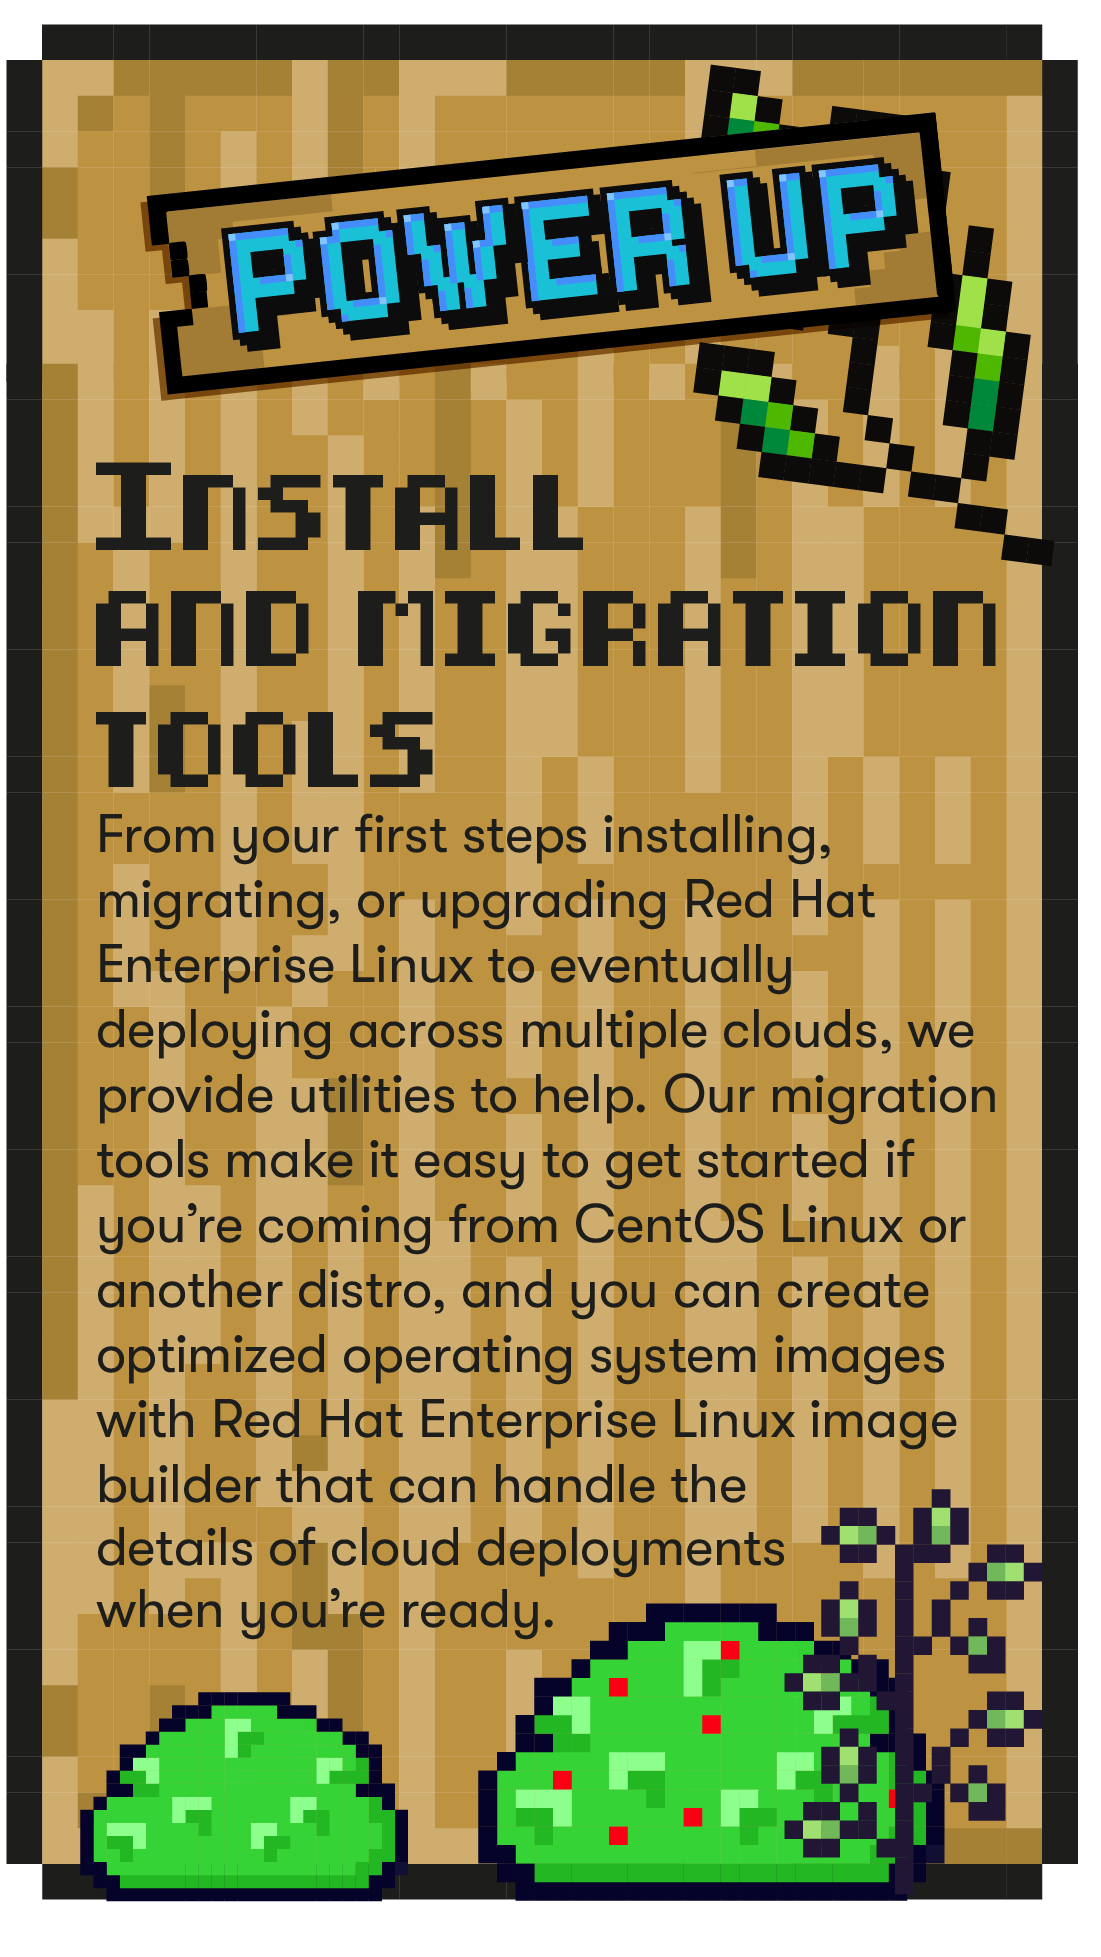 POWER UP
INSTALL
AND MIGRATION
TOOLS
From your first steps installing,
migrating, or upgrading Red Hat
Enterprise Linux to eventually
deploying across multiple clouds, we
provide utilities to help. Our migration
tools make it easy to get started if
you’re coming from CentOS Linux or
another distro, and you can create
optimized operating system images
with Red Hat Enterprise Linux image
builder that can handle the
details of cloud deployments
when you’re ready.